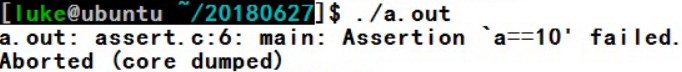 [luke@ubuntu ~/20180627]$ ./a.out
a.out: assert.c:6: main: Assertion `a==10' failed.
Aborted (core dumped)